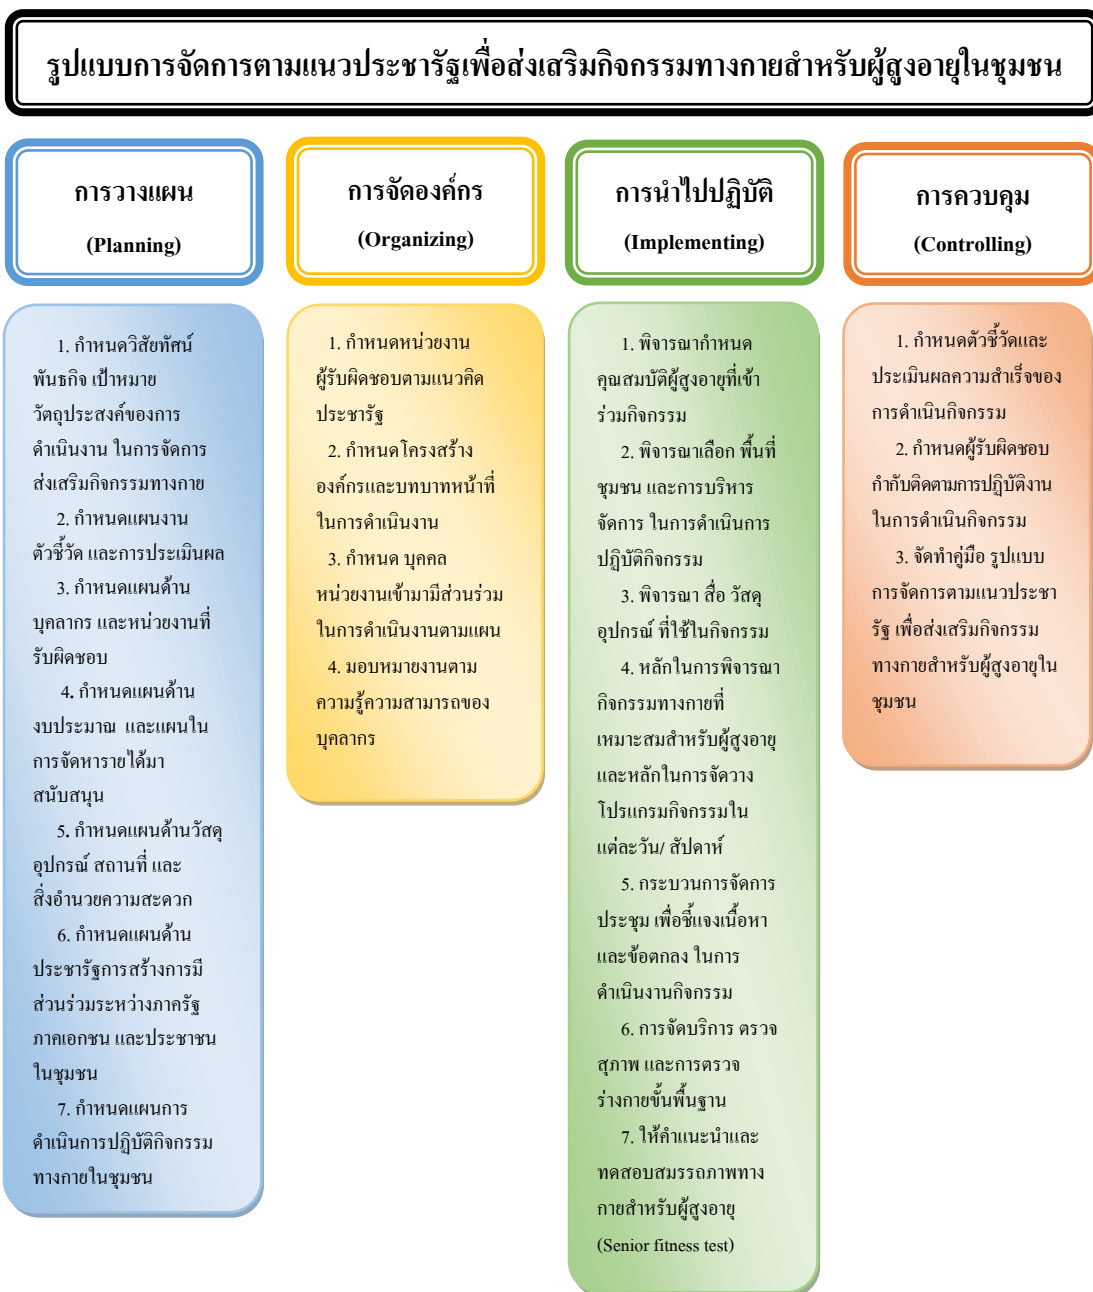 รูปแบบการจัดการตามแนวประชารัฐเพื่อส่งเสริมกิจกรรมทางกายสำหรับผู้สูงอายุในชุมชน
การวางแผน
(Planning)
1. กำหนดวิสัยทัศน์
พันธกิจ เป้าหมาย
วัตถุประสงค์ของการ
ดำเนินงาน ในการจัดการ
ส่งเสริมกิจกรรมทางกาย
2. กำหนดแผนงาน
ตัวชี้วัด และการประเมินผล
3. กำหนดแผนด้าน
บุคลากร และหน่วยงานที่
รับผิดชอบ
4. กำหนดแผนด้าน
งบประมาณ และแผนใน
การจัดหารายได้มา
สนับสนุน
5. กำหนดแผนด้านวัสดุ
อุปกรณ์ สถานที่ และ
สิ่งอำนวยความสะดวก
6. กำหนดแผนด้าน
ประชารัฐการสร้างการมี
ส่วนร่วมระหว่างภาครัฐ
ภาคเอกชน และประชาชน
ในชุมชน
7. กำหนดแผนการ
ดำเนินการปฏิบัติกิจกรรม
ทางกายในชุมชน
การจัดองค์กร
(Organizing)
1. กำหนดหน่วยงาน
ผู้รับผิดชอบตามแนวคิด
ประชารัฐ
2. กำหนดโครงสร้าง
องค์กรและบทบาทหน้าที่
ในการดำเนินงาน
3. กำหนด บุคคล
หน่วยงานเข้ามามีส่วนร่วม
ในการดำเนินงานตามแผน
4. มอบหมายงานตาม
ความรู้ความสามารถของ
บุคลากร
การนำไปปฏิบัติ
(Implementing)
1. พิจารณากำหนด
คุณสมบัติผู้สูงอายุที่เข้า
ร่วมกิจกรรม
2. พิจารณาเลือก พื้นที่
ชุมชน และการบริหาร
จัดการ ในการดำเนินการ
ปฏิบัติกิจกรรม
3. พิจารณา สื่อ วัสดุ
อุปกรณ์ ที่ใช้ในกิจกรรม
4. หลักในการพิจารณา
กิจกรรมทางกายที่
เหมาะสมสำหรับผู้สูงอายุ
และหลักในการจัดวาง
โปรแกรมกิจกรรมใน
แต่ละวัน/ สัปดาห์
5. กระบวนการจัดการ
ประชุม เพื่อชี้แจงเนื้อหา
และข้อตกลง ในการ
ดำเนินงานกิจกรรม
6. การจัดบริการ ตรวจ
สุภาพ และการตรวจ
ร่างกายขั้นพื้นฐาน
7. ให้คำแนะนำและ
ทดสอบสมรรถภาพทาง
กายสำหรับผู้สูงอายุ
(Senior fitness test)
การควบคุม
(Controlling)
1. กำหนดตัวชี้วัดและ
ประเมินผลความสำเร็จของ
การดำเนินกิจกรรม
2. กำหนดผู้รับผิดชอบ
กำกับติดตามการปฏิบัติงาน
ในการดำเนินกิจกรรม
3. จัดทำคู่มือ รูปแบบ
การจัดการตามแนวประชา
รัฐ เพื่อส่งเสริมกิจกรรม
ทางกายสำหรับผู้สูงอายุใน
ชุมชน